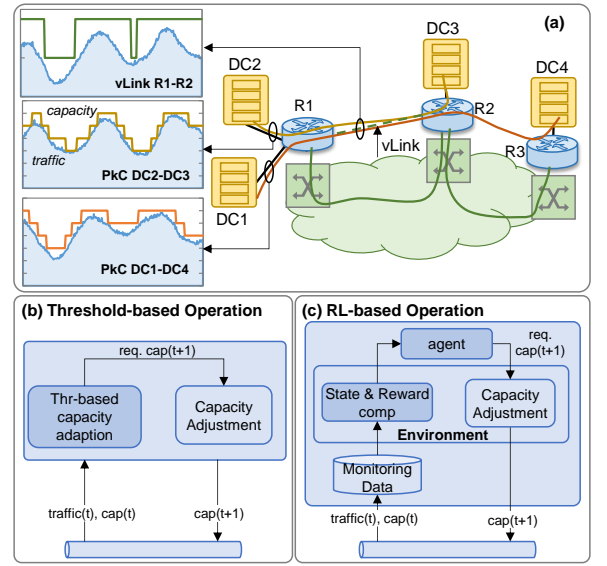 (a)
vLink R1-R2
capacity
traffic
PkC DC2-DC3
PkC DC1-DC4
DC2
DC1
R1
vLink
DC3
R2
DC4
R3
(b) Threshold-based Operation
req. cap(t+1)
Thr-based
capacity
adaption
Capacity
Adjustment
traffic(t), cap(t)
cap(t+1)
(c) RL-based Operation
agent
req.
cap(t+1)
State & Reward
comp
Capacity
Adjustment
Environment
Monitoring
Data
traffic(t), cap(t)
cap(t+1)